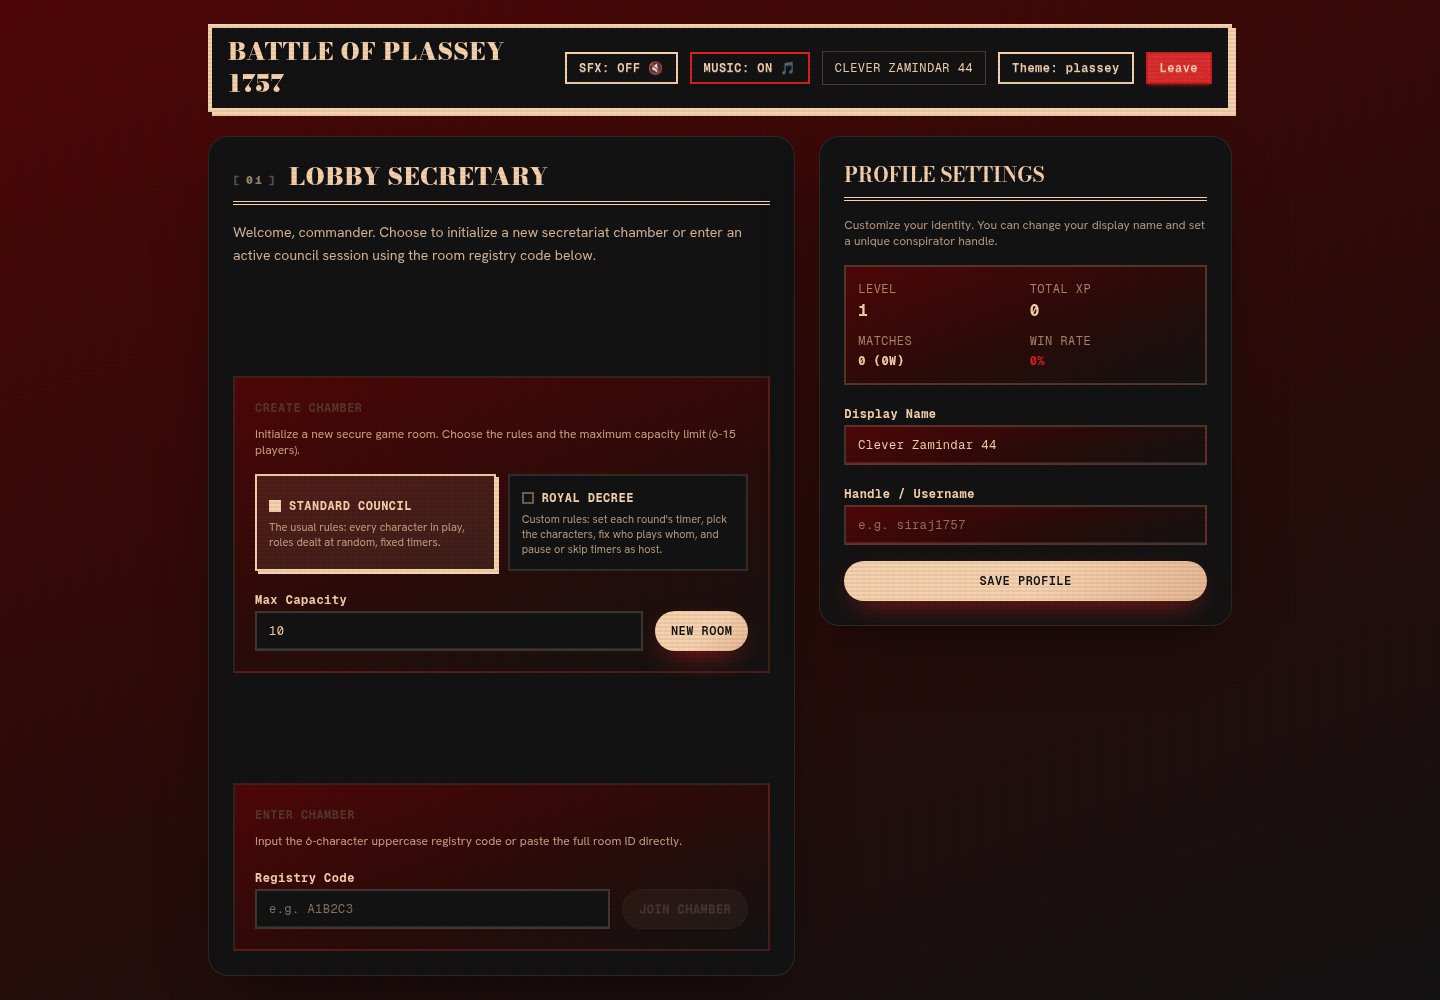 BATTLE OF PLASSEY
1757
SFX: OFF 🔇
MUSIC: ON 🎵
CLEVER ZAMINDAR 44
Theme: plassey
Leave
[ 01 ] LOBBY SECRETARY
Welcome, commander. Choose to initialize a new secretariat chamber or enter an
active council session using the room registry code below.
CREATE CHAMBER
Initialize a new secure game room. Choose the rules and the maximum capacity limit (6-15
players).
STANDARD COUNCIL
The usual rules: every character in play,
roles dealt at random, fixed timers.
ROYAL DECREE
Custom rules: set each round's timer, pick
the characters, fix who plays whom, and
pause or skip timers as host.
Max Capacity
10
NEW ROOM
ENTER CHAMBER
Input the 6-character uppercase registry code or paste the full room ID directly.
Registry Code
e.g. A1B2C3
JOIN CHAMBER
PROFILE SETTINGS
Customize your identity. You can change your display name and set
a unique conspirator handle.
LEVEL
1
TOTAL XP
0
MATCHES
0 (0W)
WIN RATE
0%
Display Name
Clever Zamindar 44
Handle / Username
e.g. siraj1757
SAVE PROFILE